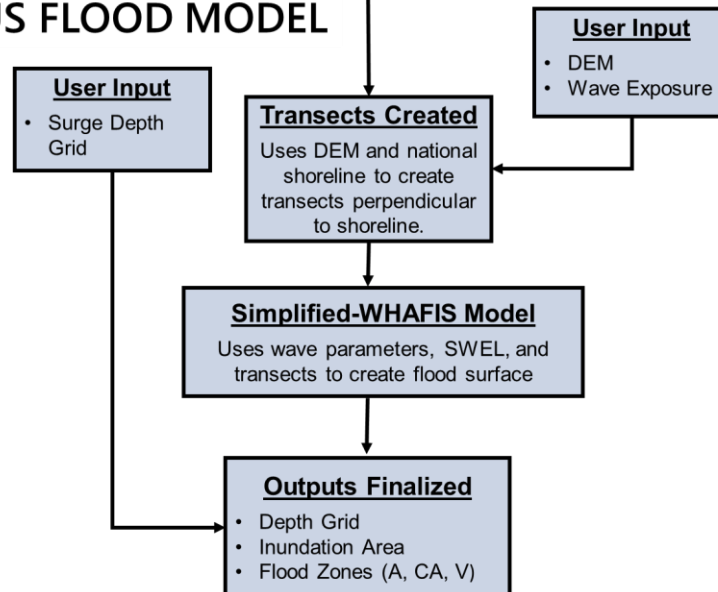 US FLOOD MODEL
User Input
• DEM
• Wave Exposure
User Input
• Surge Depth
Grid
Transects Created
Uses DEM and national
shoreline to create
transects perpendicular
to shoreline.
Simplified-WHAFIS Model
Uses wave parameters, SWEL, and
transects to create flood surface
Outputs Finalized
• Depth Grid
• Inundation Area
• Flood Zones (A, CA, V)